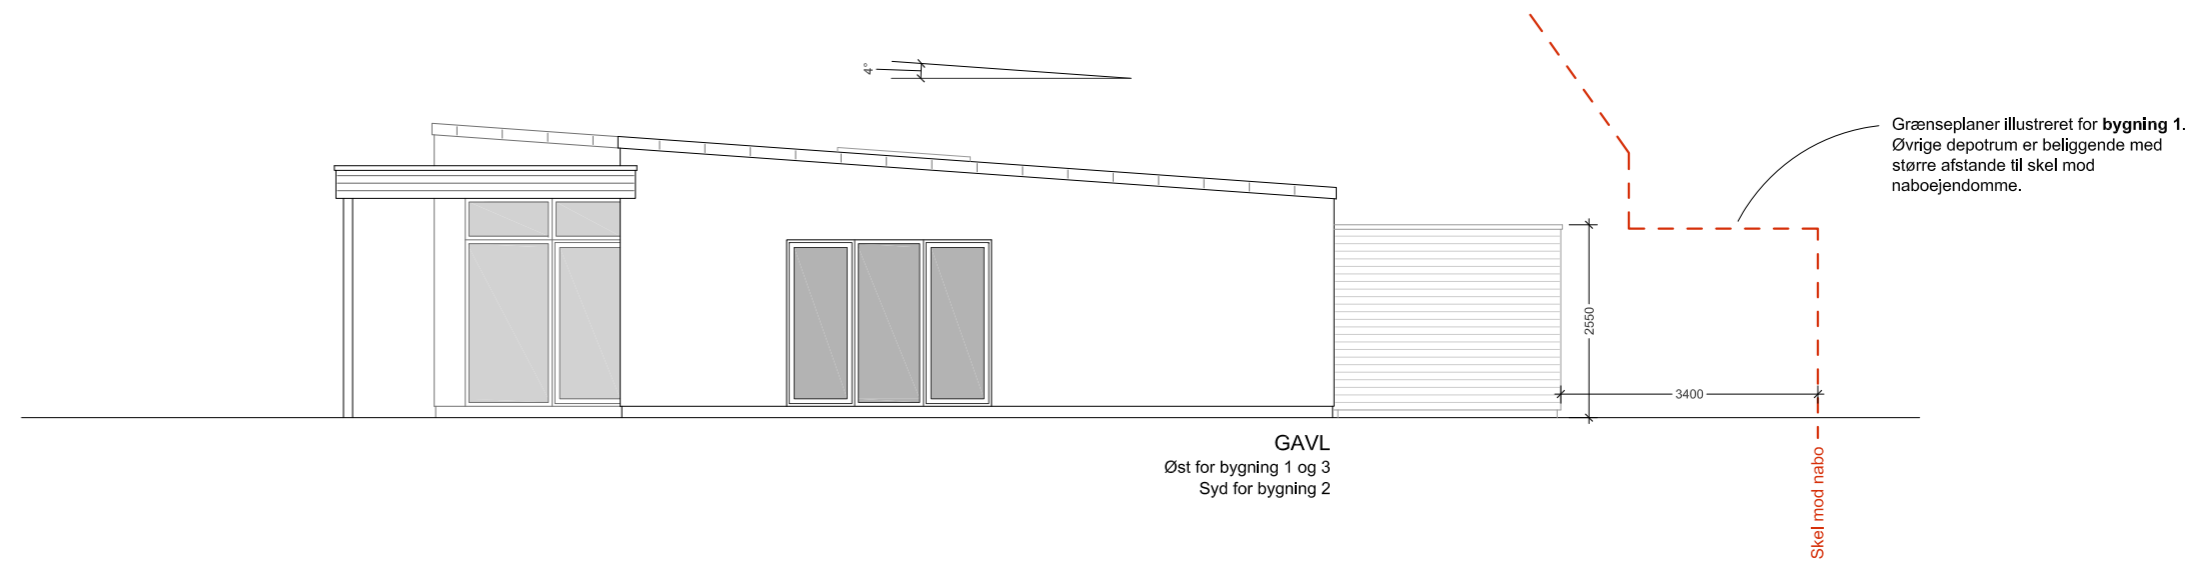 4°
Grænseplaner illustreret for bygning 1.
Øvrige depotrum er beliggende med
større afstande til skel mod
naboejendomme.
2550
3400
GAVL
Øst for bygning 1 og 3
Syd for bygning 2
Skel mod nabo